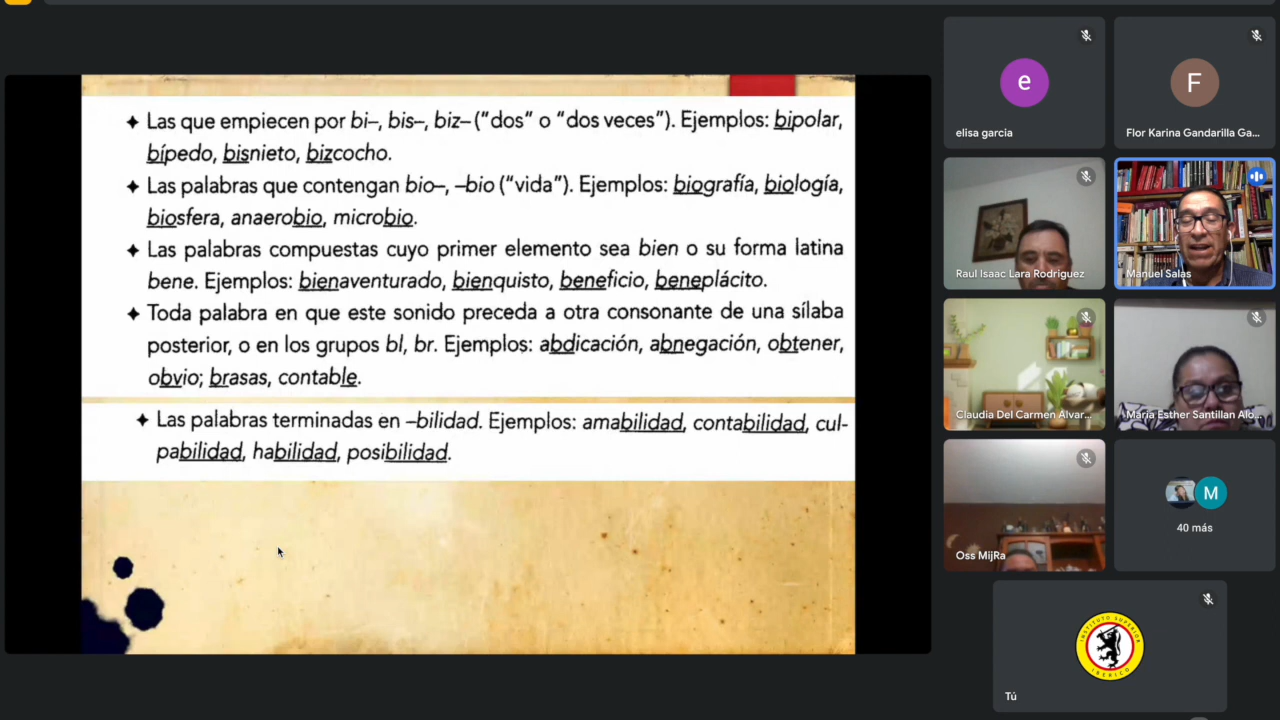 ✦ Las que empiecen por bi–, bis–, biz– (“dos” o “dos veces”). Ejemplos: bipolar,
bípedo, bisnieto, bizcocho.
✦ Las palabras que contengan bio–, –bio (“vida”). Ejemplos: biografía, biología,
biosfera, anaerobio, microbio.
✦ Las palabras compuestas cuyo primer elemento sea bien o su forma latina
bene. Ejemplos: bienaventurado, bienquisto, beneficio, beneplácito.
✦ Toda palabra en que este sonido preceda a otra consonante de una sílaba
posterior, o en los grupos bl, br. Ejemplos: abdicación, abnegación, obtener,
obvio; brasas, contable.
✦ Las palabras terminadas en –bilidad. Ejemplos: amabilidad, contabilidad, cul-
pabilidad, habilidad, posibilidad.
e
elisa garcia
F
Flor Karina Gandarilla Ga...
Raul Isaac Lara Rodriguez
Manuel Salas
Claudia Del Carmen Alvar...
María Esther Santillan Alo...
Oss MijRa
M
40 más
INSTITUTO SUPERIOR
IBERICO
Tú